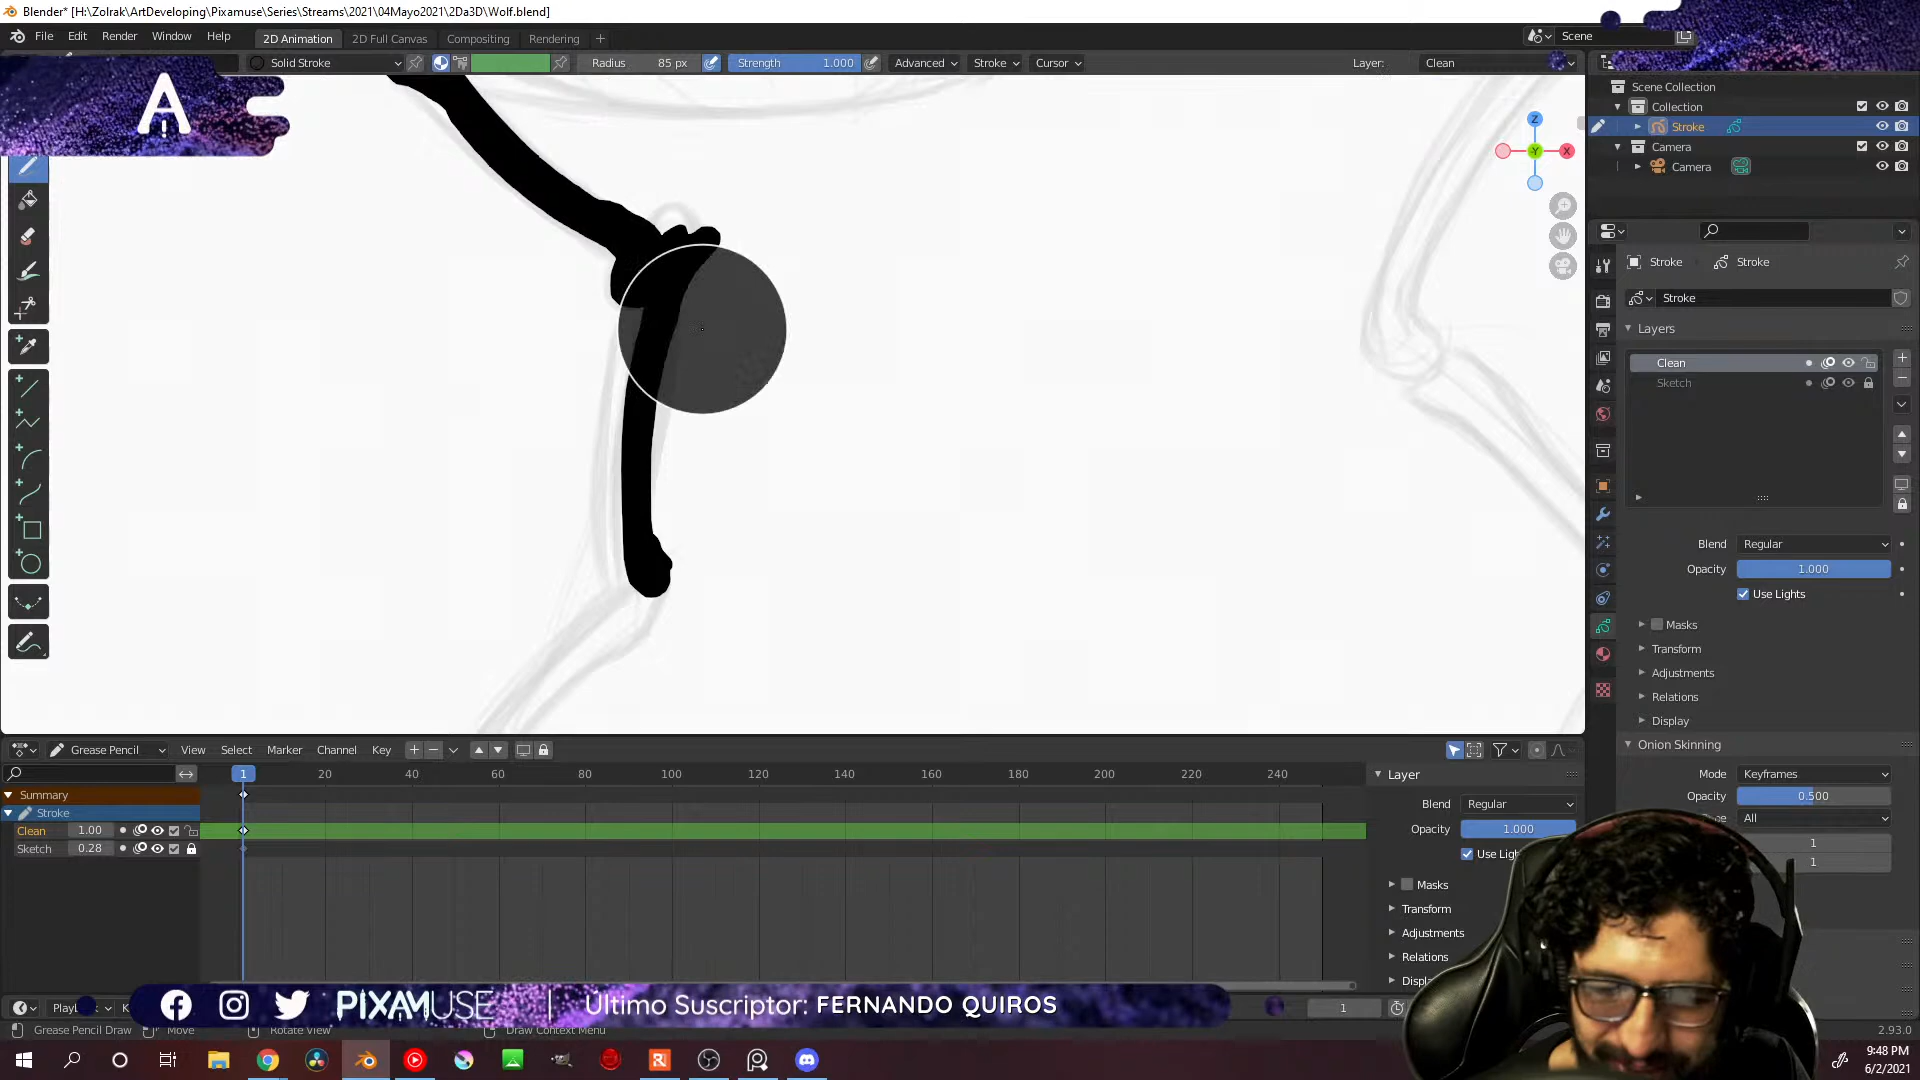 Blender* [H:\Zolrak\ArtDeveloping\Pixamuse\Series\Streams\2021\04Mayo2021\2Da3D\Wolf.blend]
File Edit Render Window Help 2D Animation 2D Full Canvas Compositing Rendering + Scene
Solid Stroke Radius 85 px Strength 1.000 Advanced Stroke Cursor Layer: Clean
A
Z
Y
X
Scene Collection
Collection
Stroke
Camera
Camera
Stroke Stroke
Stroke
Layers
Clean
Sketch
Blend Regular
Opacity 1.000
Use Lights
Masks
Transform
Adjustments
Relations
Display
Onion Skinning
Mode Keyframes
Opacity 0.500
All
1
1
Grease Pencil View Select Marker Channel Key
1 20 40 60 80 100 120 140 160 180 200 220 240
Summary
Stroke
Clean 1.00
Sketch 0.28
Layer
Blend Regular
Opacity 1.000
Masks
Transform
Adjustments
Relations
PIXAMUSE | Último Suscriptor: FERNANDO QUIROS
1
Grease Pencil Draw Move Rotate View Draw Context Menu 2.93.0
9:48 PM
6/2/2021